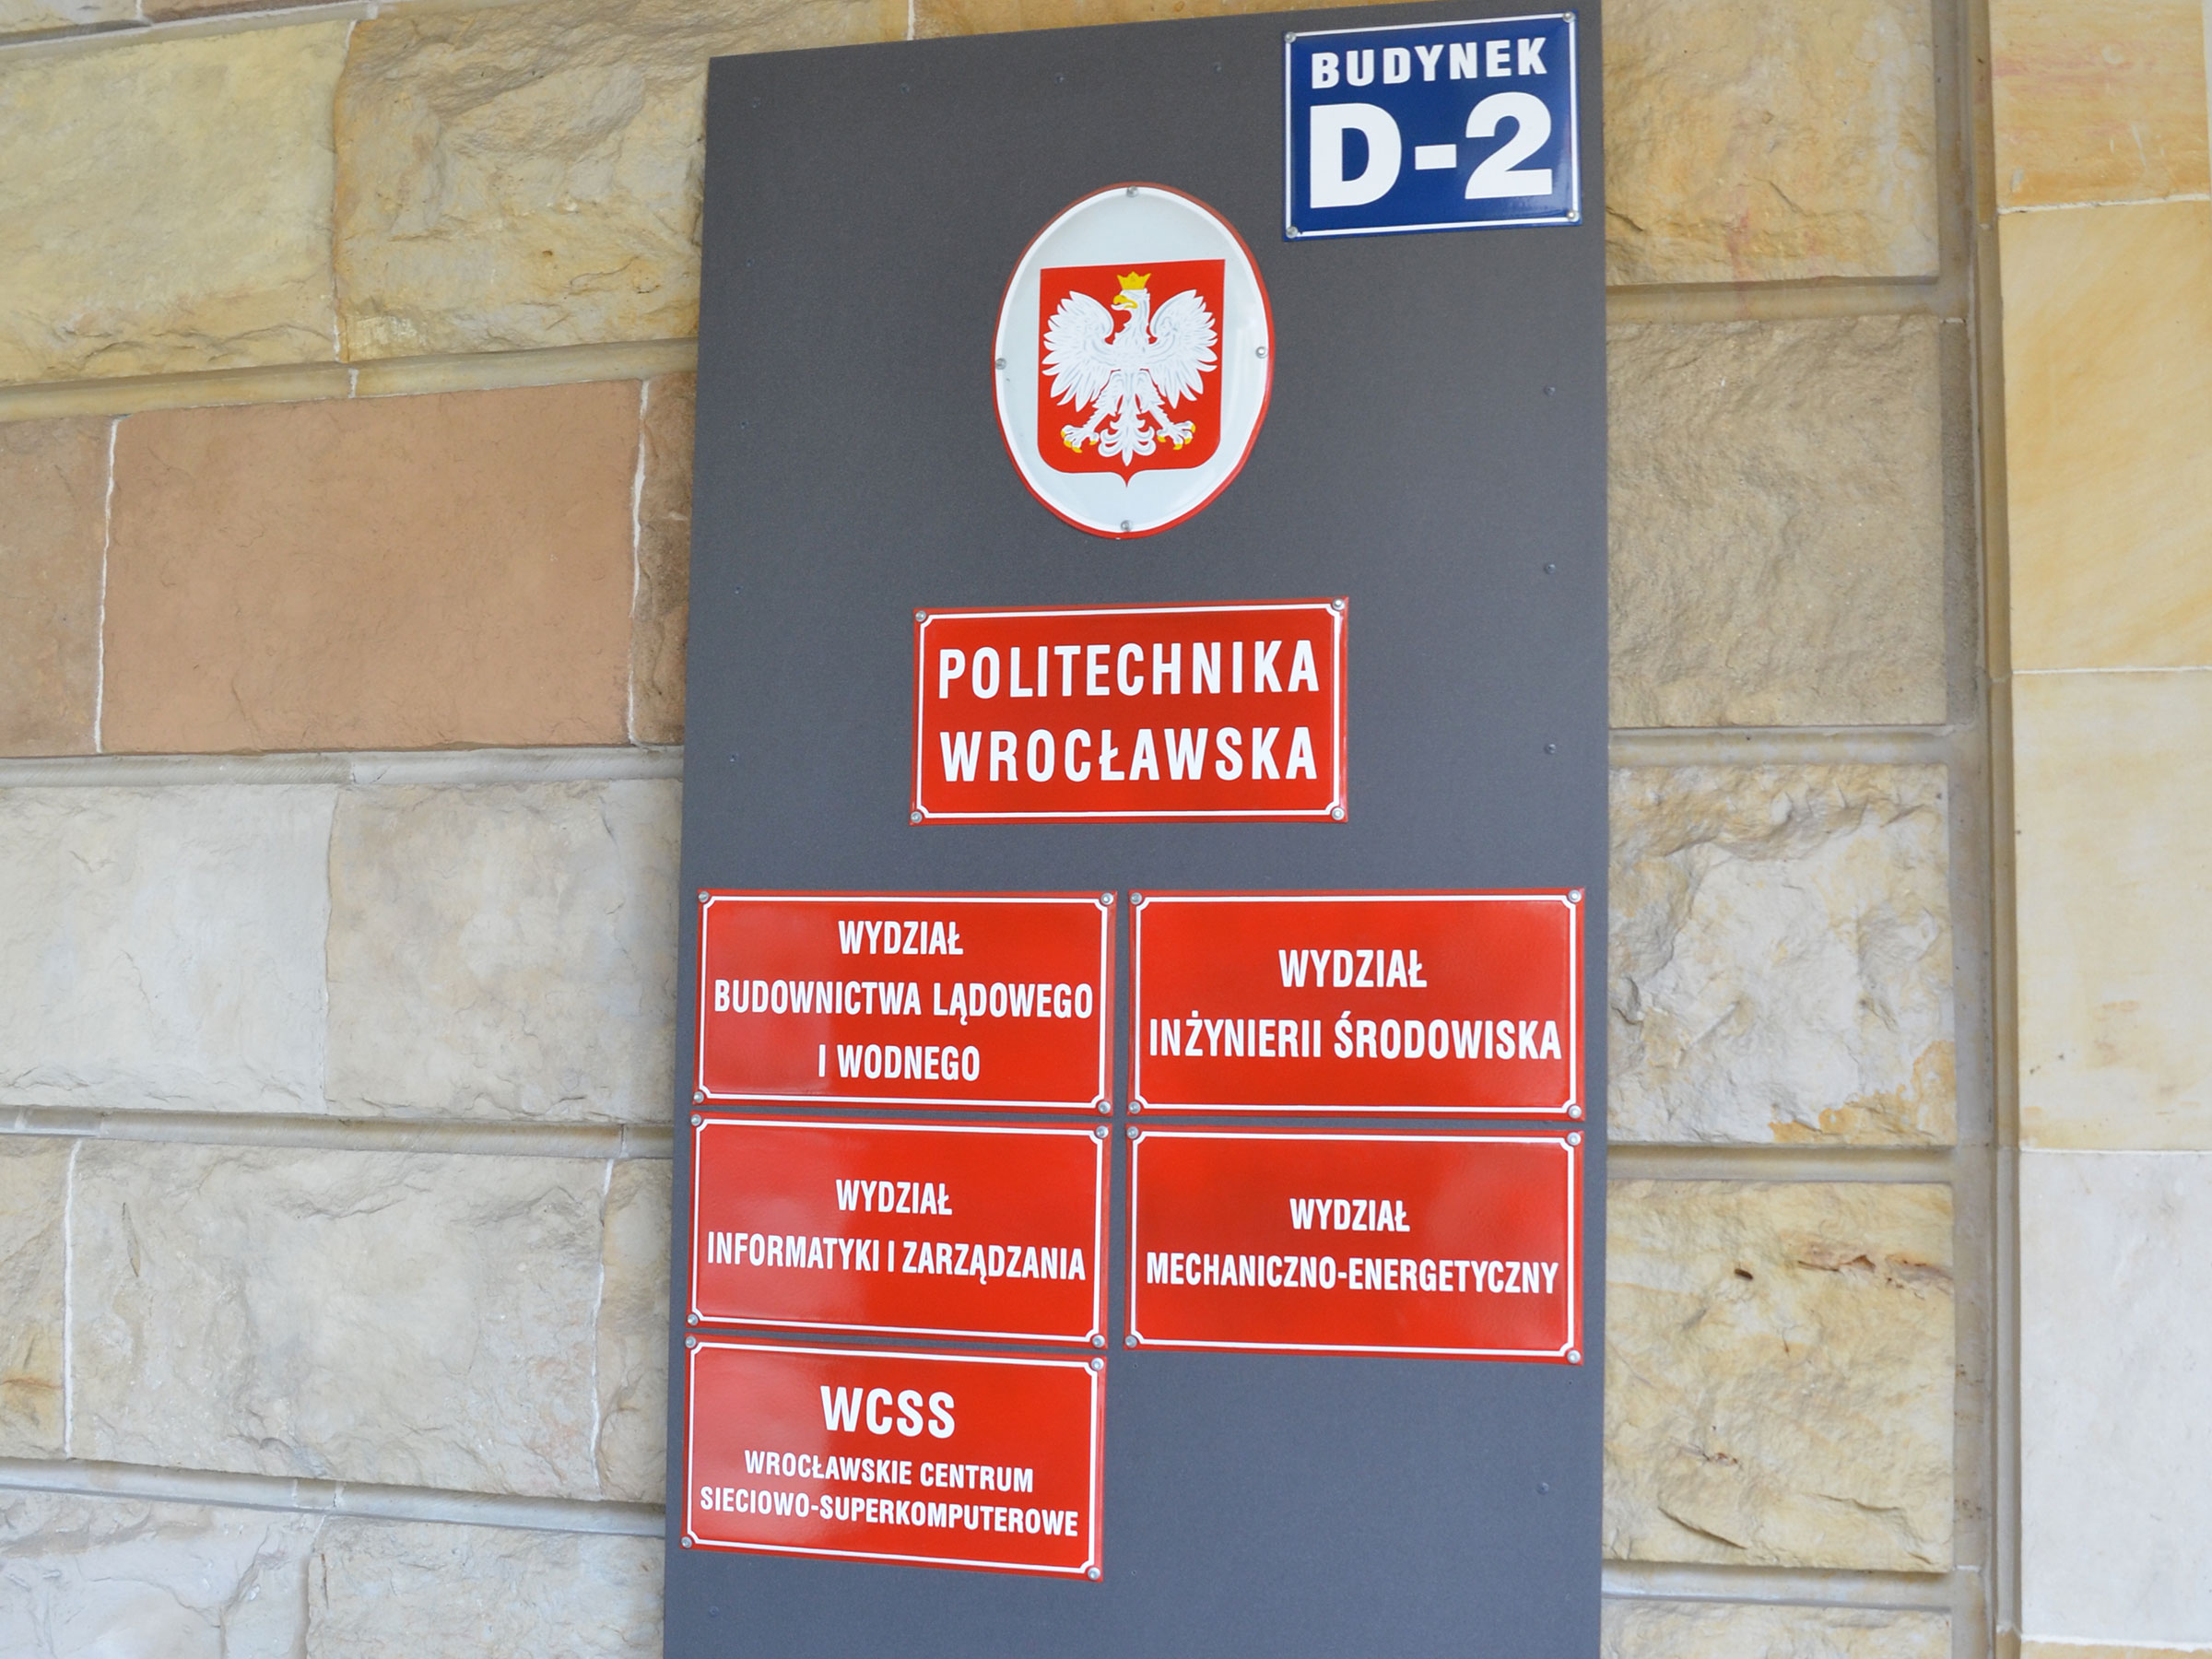 BUDYNEK
D-2
POLITECHNIKA
WROCŁAWSKA
WYDZIAŁ
BUDOWNICTWA LĄDOWEGO
I WODNEGO
WYDZIAŁ
INŻYNIERII ŚRODOWISKA
WYDZIAŁ
INFORMATYKI I ZARZĄDZANIA
WYDZIAŁ
MECHANICZNO-ENERGETYCZNY
WCSS
WROCŁAWSKIE CENTRUM
SIECIOWO-SUPERKOMPUTEROWE